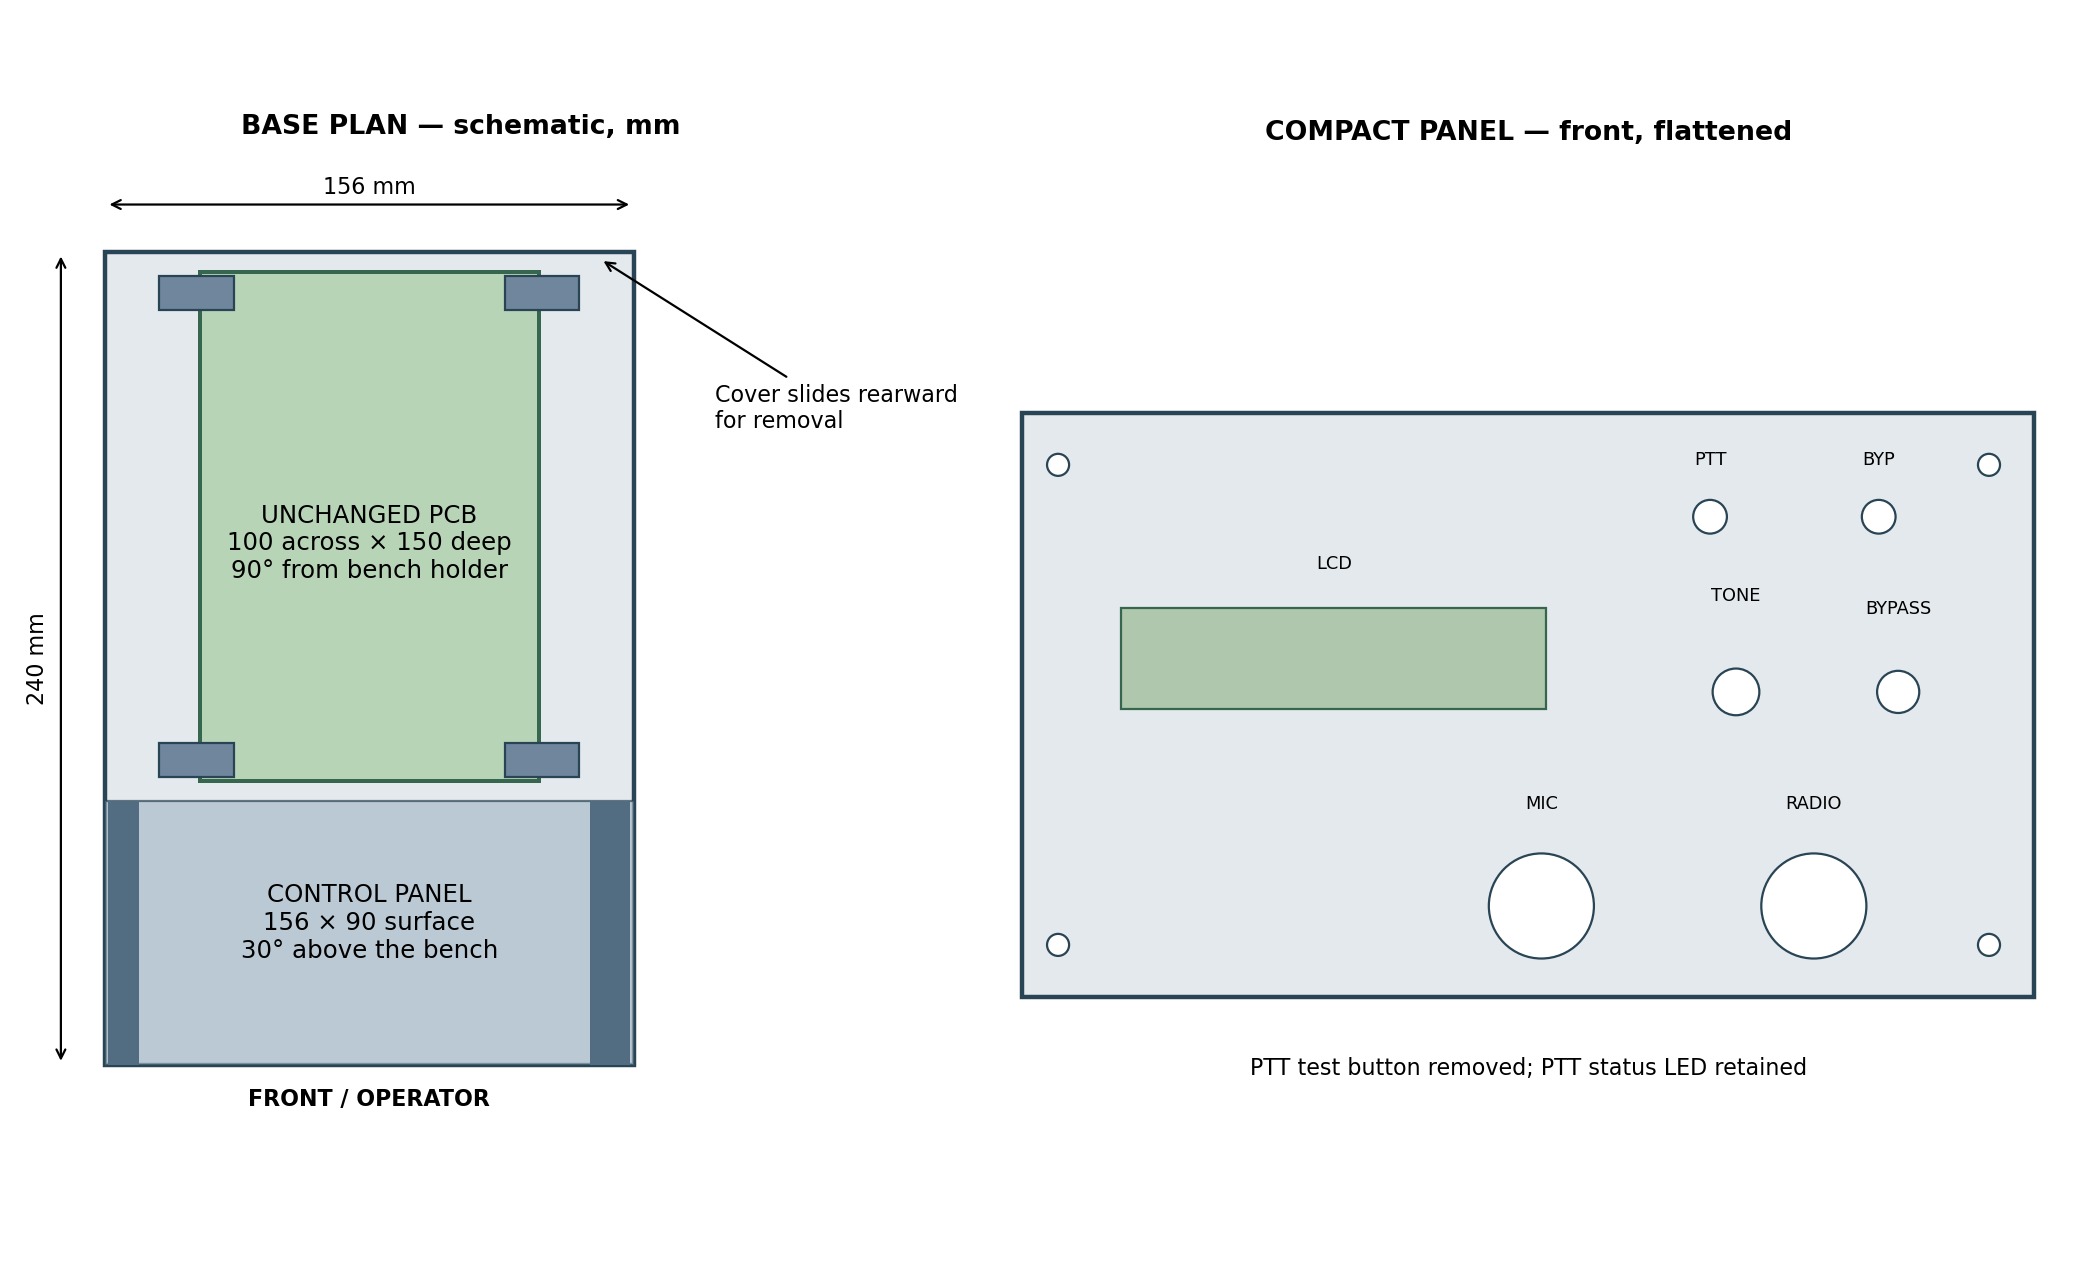 BASE PLAN — schematic, mm
156 mm
240 mm
Cover slides rearward
for removal
UNCHANGED PCB
100 across × 150 deep
90° from bench holder
CONTROL PANEL
156 × 90 surface
30° above the bench
FRONT / OPERATOR
COMPACT PANEL — front, flattened
PTT
BYP
LCD
TONE
BYPASS
MIC
RADIO
PTT test button removed; PTT status LED retained